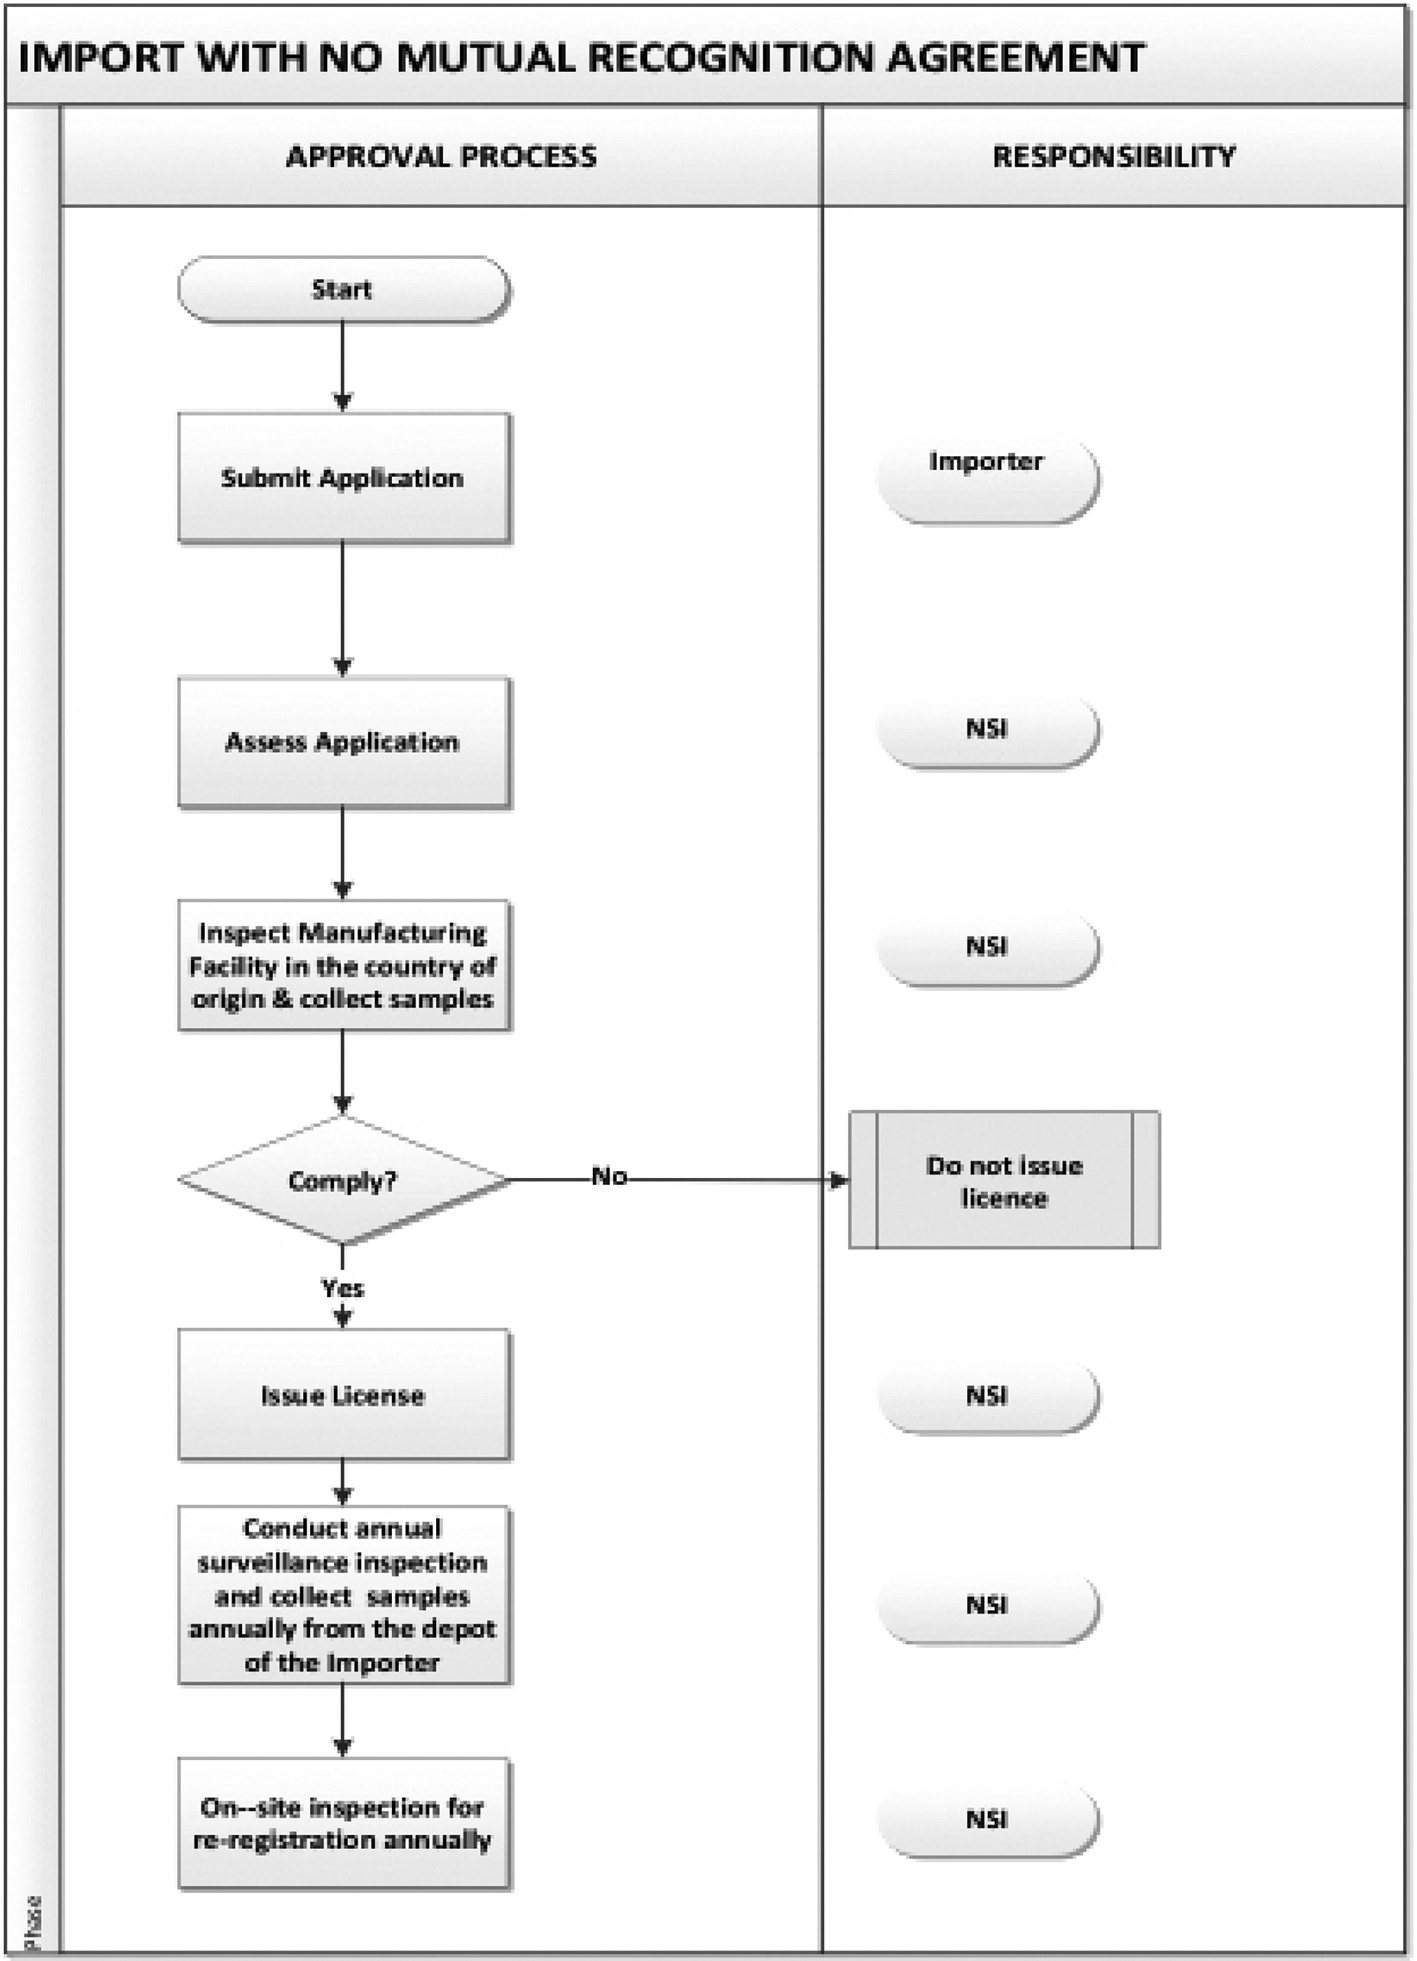 IMPORT WITH NO MUTUAL RECOGNITION AGREEMENT
APPROVAL PROCESS
RESPONSIBILITY
Start
Submit Application
Importer
Assess Application
NSI
Inspect Manufacturing
Facility in the country of
origin & collect samples
NSI
Comply?
No
Do not issue
licence
Yes
Issue License
NSI
Conduct annual
surveillance inspection
and collect samples
annually from the depot
of the Importer
NSI
On--site inspection for
re-registration annually
NSI
Phase